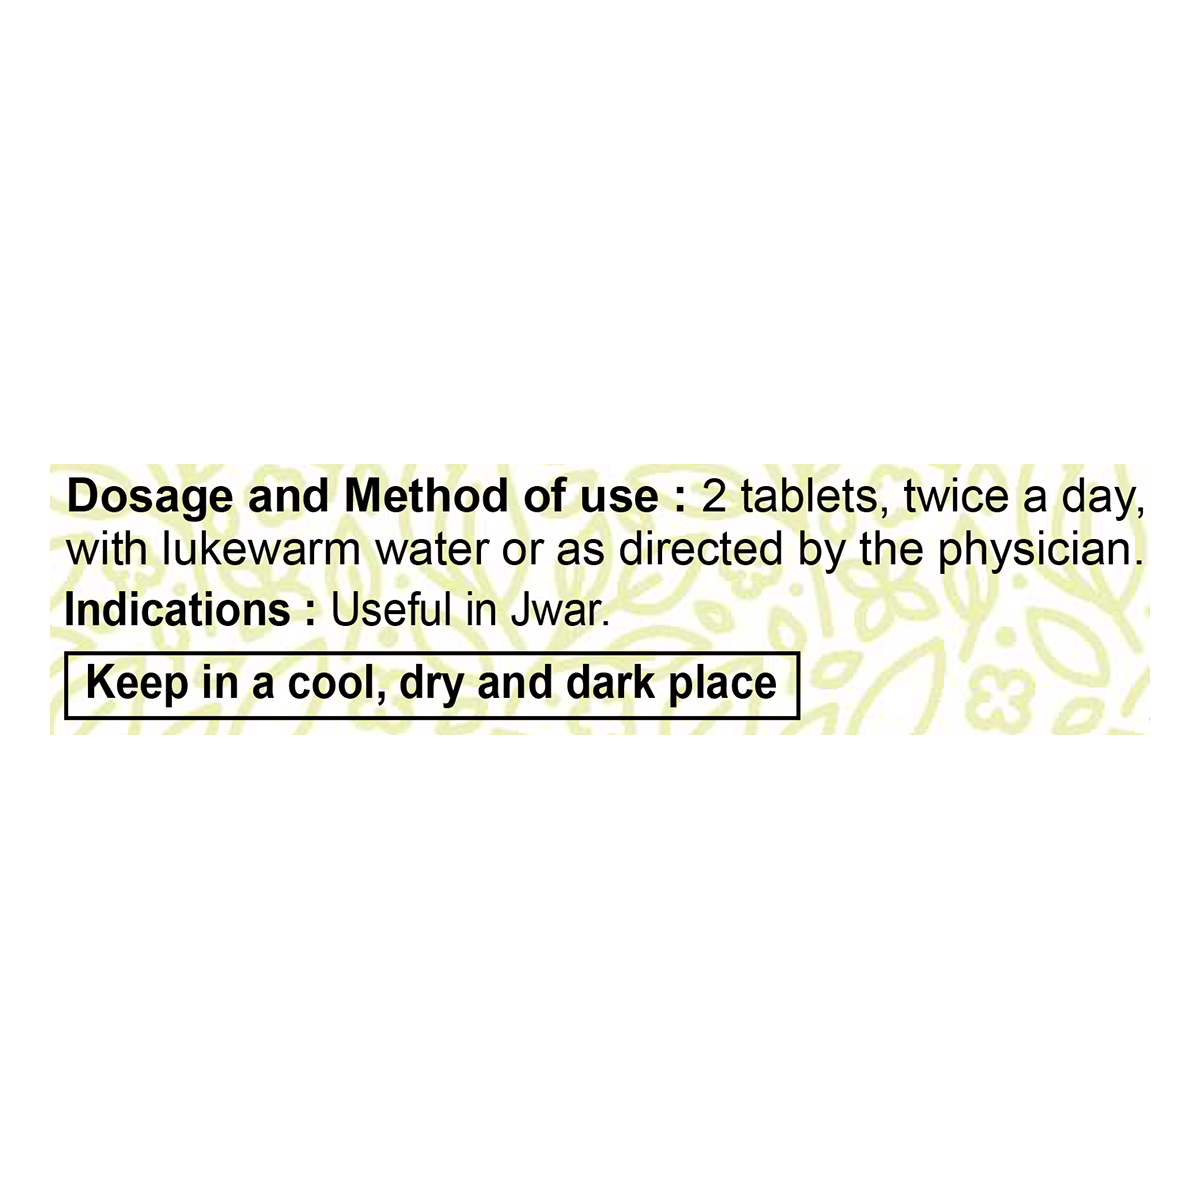 Dosage and Method of use : 2 tablets, twice a day,
with lukewarm water or as directed by the physician.
Indications : Useful in Jwar.
Keep in a cool, dry and dark place